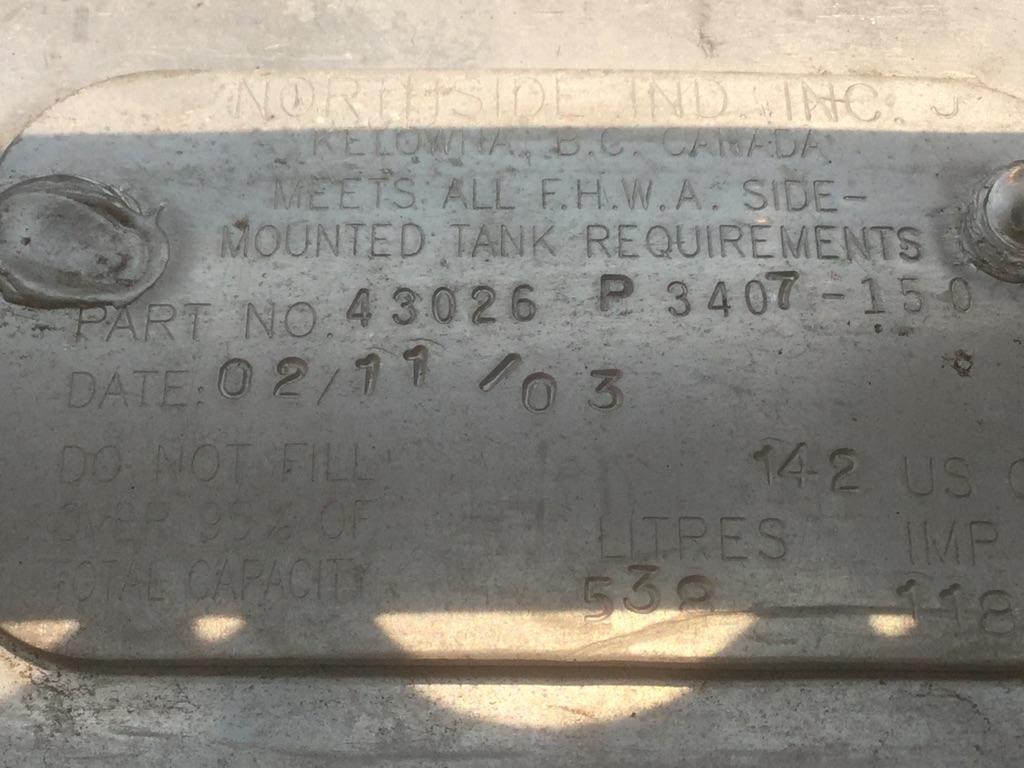 NORTHSIDE IND. INC.
KELOWNA, B.C. CANADA
MEETS ALL F.H.W.A. SIDE-
MOUNTED TANK REQUIREMENTS
PART NO. 43026 P 3407-150
DATE: 02/11/03
DO NOT FILL
OVER 95% OF
TOTAL CAPACITY
142 US
LITRES IMP
538 118